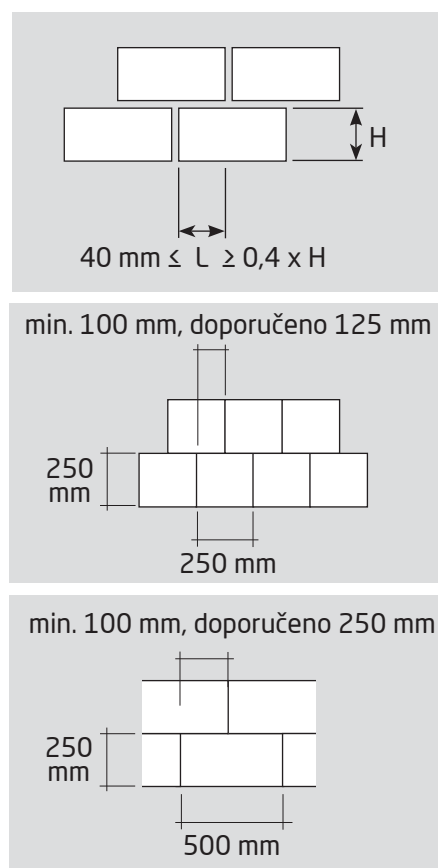 H
40 mm ≤ L ≥ 0,4 x H
min. 100 mm, doporučeno 125 mm
250
mm
250 mm
min. 100 mm, doporučeno 250 mm
250
mm
500 mm